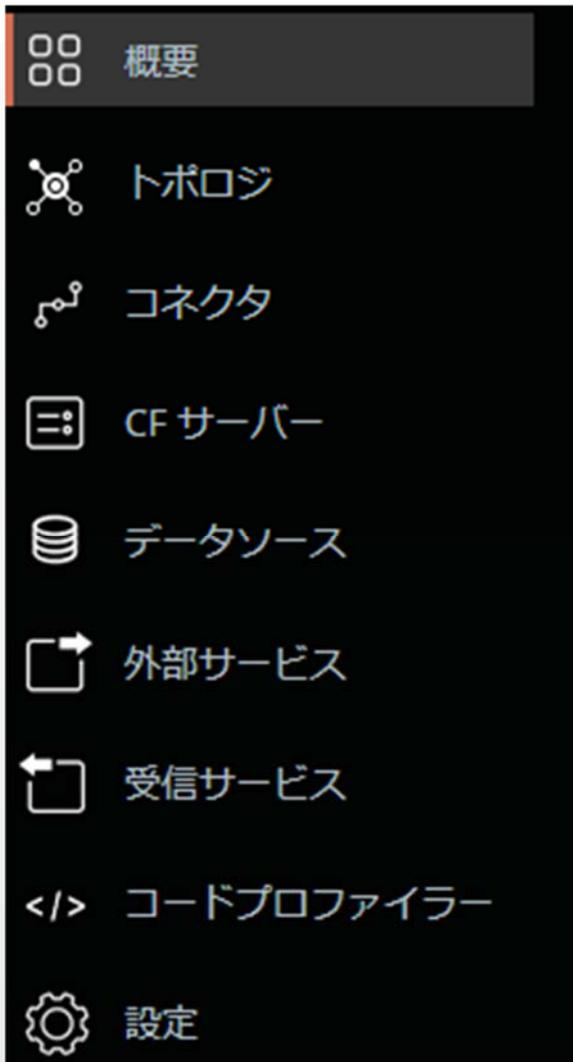 概要
トポロジ
コネクタ
CF サーバー
データソース
外部サービス
受信サービス
コードプロファイラー
設定